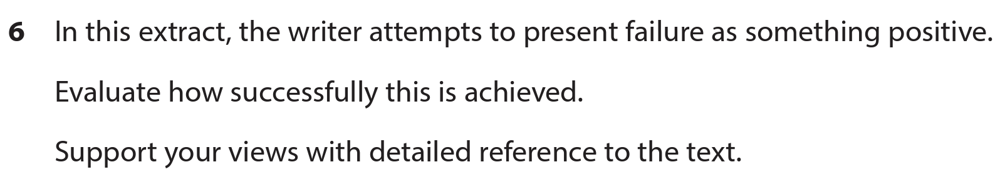 6 In this extract, the writer attempts to present failure as something positive.
Evaluate how successfully this is achieved.
Support your views with detailed reference to the text.